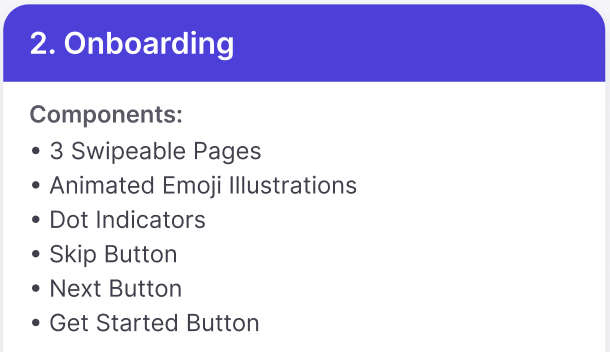 2. Onboarding
Components:
• 3 Swipeable Pages
• Animated Emoji Illustrations
• Dot Indicators
• Skip Button
• Next Button
• Get Started Button